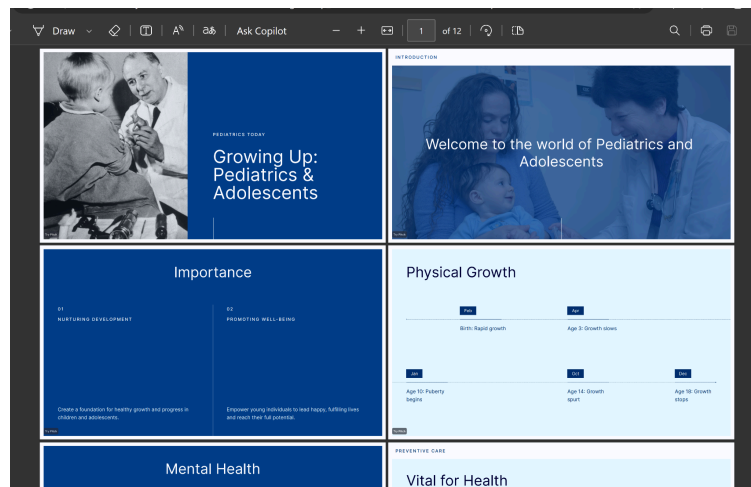 Draw
Ask Copilot
1
of 12
PEDIATRICS TODAY
Growing Up:
Pediatrics &
Adolescents
INTRODUCTION
Welcome to the world of Pediatrics and
Adolescents
Importance
01
NURTURING DEVELOPMENT
Create a foundation for healthy growth and progress in
children and adolescents.
02
PROMOTING WELL-BEING
Empower young individuals to lead happy, fulfilling lives
and reach their full potential.
Physical Growth
Birth: Rapid growth
Apr
Age 3: Growth slows
Jan
Age 10: Puberty
begins
Oct
Age 14: Growth
spurt
Dec
Age 18: Growth
stops
Mental Health
PREVENTIVE CARE
Vital for Health